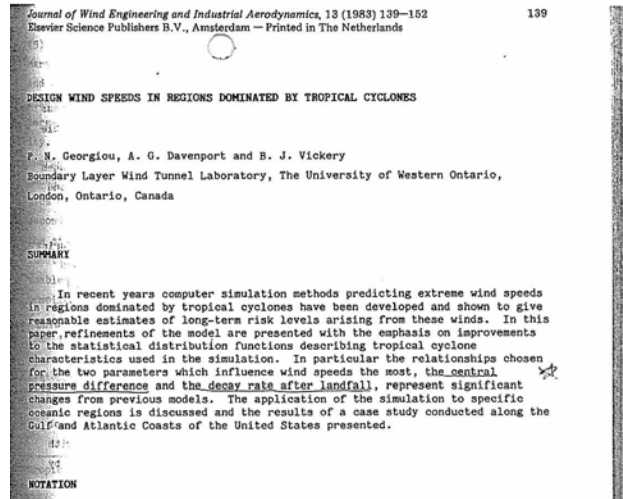 Journal of Wind Engineering and Industrial Aerodynamics, 13 (1983) 139—152 139
Elsevier Science Publishers B.V., Amsterdam — Printed in The Netherlands
DESIGN WIND SPEEDS IN REGIONS DOMINATED BY TROPICAL CYCLONES
P. N. Georgiou, A. G. Davenport and B. J. Vickery
Boundary Layer Wind Tunnel Laboratory, The University of Western Ontario,
London, Ontario, Canada
SUMMARY
In recent years computer simulation methods predicting extreme wind speeds
in regions dominated by tropical cyclones have been developed and shown to give
reasonable estimates of long-term risk levels arising from these winds. In this
paper, refinements of the model are presented with the emphasis on improvements
to the statistical distribution functions describing tropical cyclone
characteristics used in the simulation. In particular the relationships chosen
for the two parameters which influence wind speeds the most, the central
pressure difference and the decay rate after landfall, represent significant
changes from previous models. The application of the simulation to specific
oceanic regions is discussed and the results of a case study conducted along the
Gulf and Atlantic Coasts of the United States presented.
NOTATION